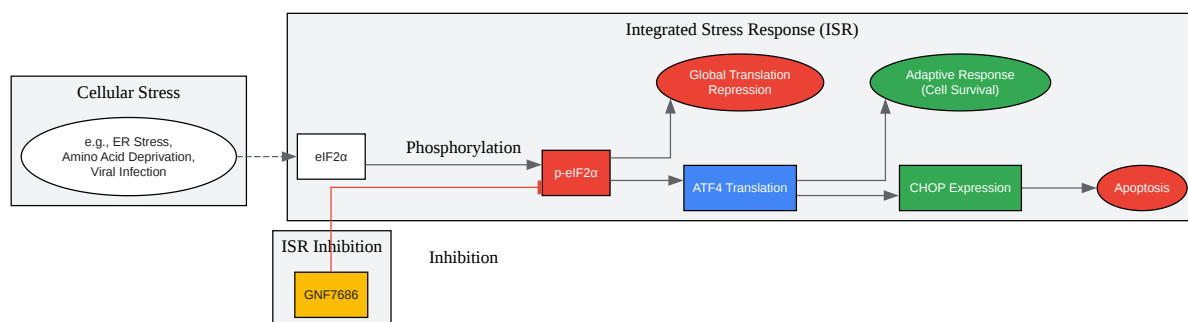 Integrated Stress Response (ISR)
Global Translation
Repression
Adaptive Response
(Cell Survival)
Cellular Stress
e.g., ER Stress,
Amino Acid Deprivation,
Viral Infection
eIF2α
Phosphorylation
p-eIF2α
ATF4 Translation
CHOP Expression
Apoptosis
ISR Inhibition
Inhibition
GNF7686